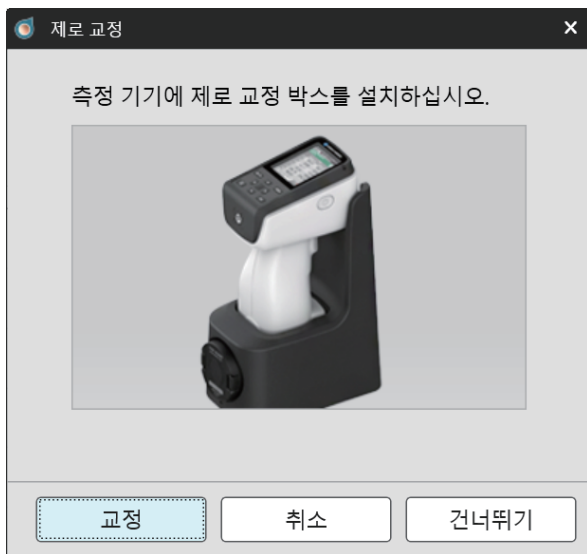 제로 교정
측정 기기에 제로 교정 박스를 설치하십시오.
교정
취소
건너뛰기